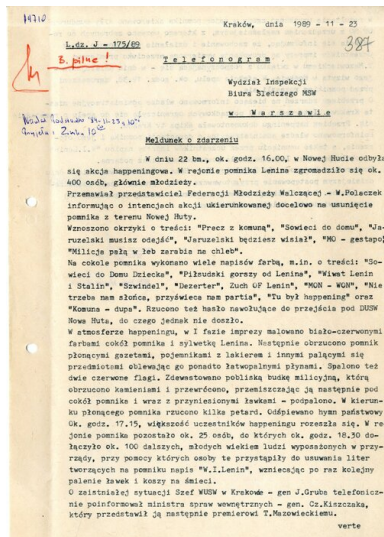 19710
Kraków, dnia 1989 - 11 - 23
387
L.dz. J - 175/89
B. pilne !
T e l e f o n o g r a m
Wydział Inspekcji
Biura Śledczego MSW
w W a r s z a w i e
Meldunek o zdarzeniu
W dniu 22 bm., ok. godz. 16.00, w Nowej Hucie odbyła
się akcja happeningowa. W rejonie pomnika Lenina zgromadziło się ok.
400 osób, głównie młodzieży.
Przemawiał przedstawiciel Federacji Młodzieży Walczącej - W.Polaczek
informując o intencjach akcji ukierunkowanej docelowo na usunięcie
pomnika z terenu Nowej Huty.
Wznoszono okrzyki o treści: "Precz z komuną", "Sowieci do domu", "Ja-
ruzelski musisz odejść", "Jaruzelski będziesz wisiał", "MO - gestapo",
"Milicja pałą w łeb zarabia na chleb".
Na cokole pomnika wykonano wiele napisów farbą, m.in. o treści: "So-
wieci do Domu Dziecka", "Piłsudski gorszy od Lenina", "Wiwat Lenin
i Stalin", "Szwindel", "Dezerter", Zuch OF Lenin", "MON - WON", "Nie
trzeba nam słońca, przyświeca nam partia", "Tu był happening" oraz
"Komuna - dupa". Rzucono też hasło nawołujące do przejścia pod DUSW
Nowa Huta, do czego jednak nie doszło.
W atmosferze happeningu, w I fazie imprezy malowano biało-czerwonymi
farbami cokół pomnika i sylwetkę Lenina. Następnie obrzucono pomnik
płonącymi gazetami, pojemnikami z lakierem i innymi palącymi się
przedmiotami oblewając go ponadto łatwopalnymi płynami. Spalono też
dwie czerwone flagi. Zdewastowano pobliską budkę milicyjną, którą
obrzucono kamieniami i przewrócono, przemieszczając ją następnie pod
cokół pomnika i wraz z przyniesionymi ławkami - podpalono. W kierun-
ku płonącego pomnika rzucono kilka petard. Odśpiewano hymn państwowy
Ok. godz. 17.15, większość uczestników happeningu rozeszła się. W re-
jonie pomnika pozostało ok. 25 osób, do których ok. godz. 18.30 do-
łączyło ok. 100 dalszych, młodych wiekiem ludzi wyposażonych w przy-
rządy, przy pomocy których osoby te przystąpiły do usuwania liter
tworzących na pomniku napis "W.I.Lenin", wzniecając po raz kolejny
palenie ławek i koszy na śmieci.
O zaistniałej sytuacji Szef WUSW w Krakowie - gen J.Gruba telefonicz-
nie poinformował ministra spraw wewnętrznych - gen. Cz.Kiszczaka,
który przedstawił ją następnie premierowi T.Mazowieckiemu.
verte